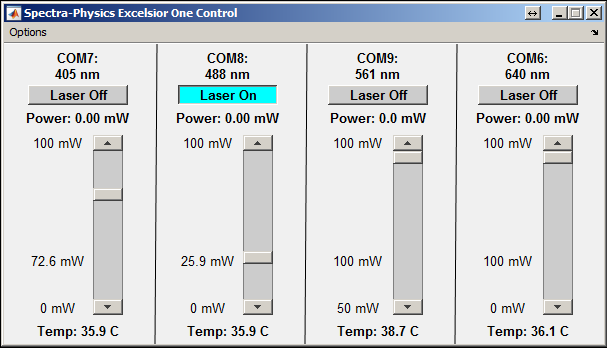 Spectra-Physics Excelsior One Control
Options
COM7:
405 nm
Laser Off
Power: 0.00 mW
100 mW
72.6 mW
0 mW
Temp: 35.9 C
COM8:
488 nm
Laser On
Power: 0.00 mW
100 mW
25.9 mW
0 mW
Temp: 35.9 C
COM9:
561 nm
Laser Off
Power: 0.0 mW
100 mW
100 mW
50 mW
Temp: 38.7 C
COM6:
640 nm
Laser Off
Power: 0.00 mW
100 mW
100 mW
0 mW
Temp: 36.1 C